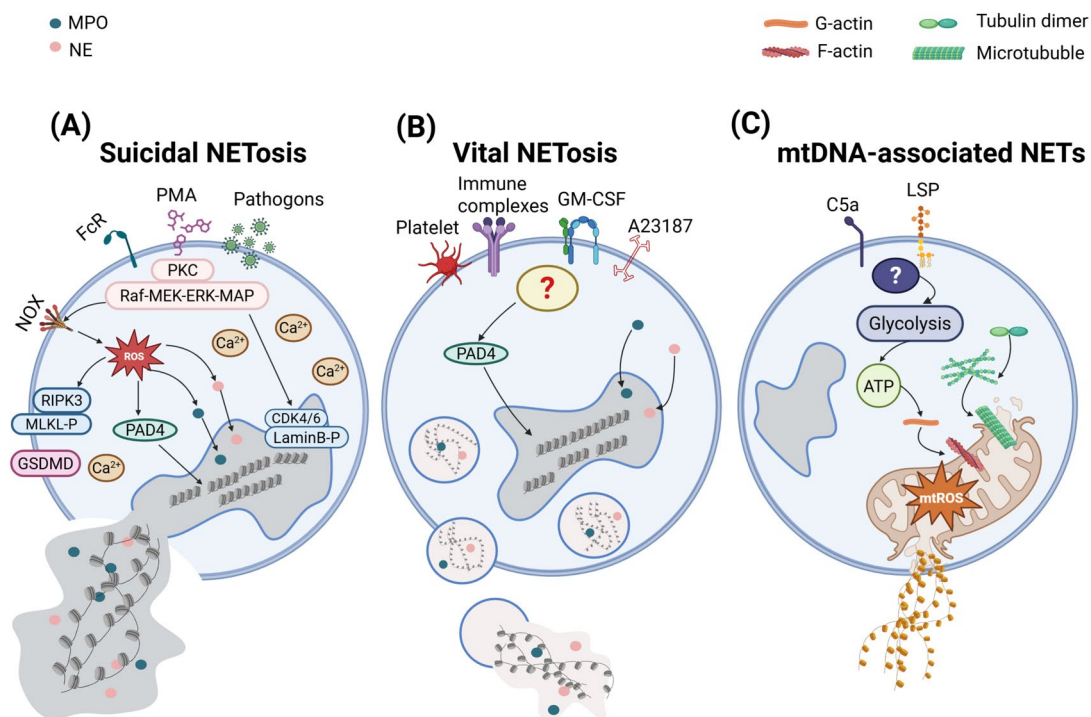 MPO
NE
G-actin
F-actin
Tubulin dimer
Microtububle
(A)
Suicidal NETosis
FcR
PMA
Pathogons
PKC
Raf-MEK-ERK-MAP
NOX
ROS
Ca2+
Ca2+
Ca2+
RIPK3
MLKL-P
PAD4
CDK4/6
LaminB-P
GSDMD
Ca2+
(B)
Vital NETosis
Platelet
Immune
complexes
GM-CSF
A23187
?
PAD4
(C)
mtDNA-associated NETs
C5a
LSP
?
Glycolysis
ATP
mtROS